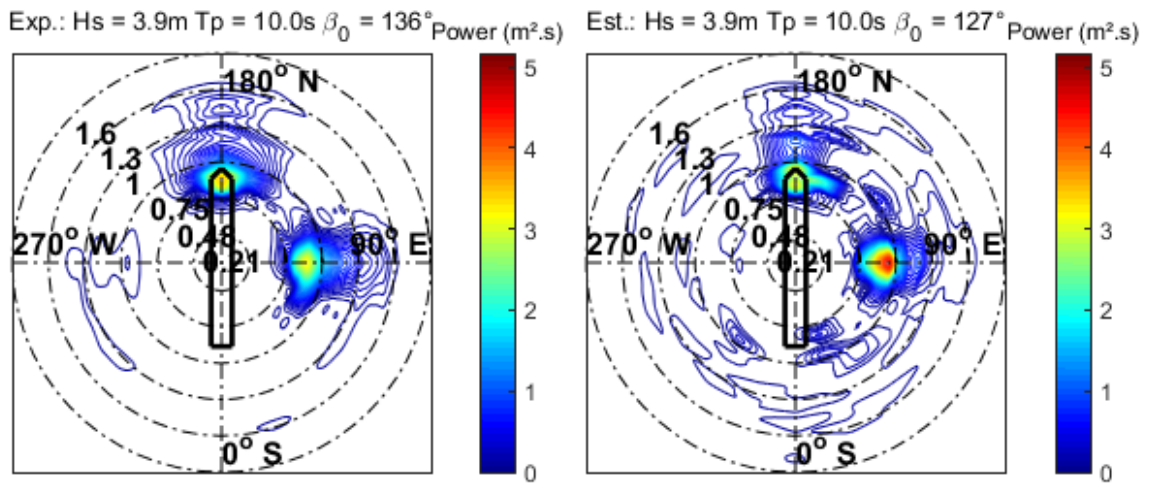 Exp.: Hs = 3.9m Tp = 10.0s β₀ = 136° Power (m².s)
180° N
1.6
1.3
1
0.75
0.48
0.21
270° W
90° E
0° S
5
4
3
2
1
0
Est.: Hs = 3.9m Tp = 10.0s β₀ = 127° Power (m².s)
180° N
1.6
1.3
1
0.75
0.48
0.21
270° W
90° E
0° S
5
4
3
2
1
0